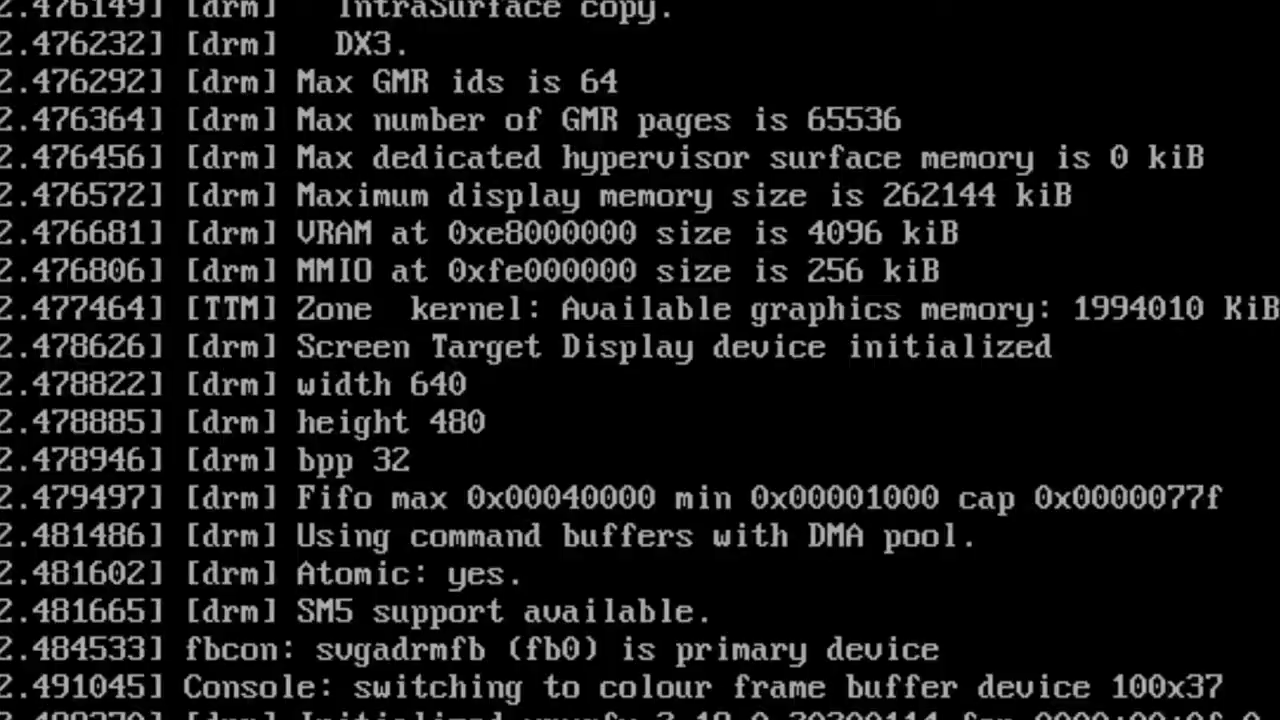 2.476149] [drm]   IntraSurface copy.
2.476232] [drm]   DX3.
2.476292] [drm] Max GMR ids is 64
2.476364] [drm] Max number of GMR pages is 65536
2.476456] [drm] Max dedicated hypervisor surface memory is 0 kiB
2.476572] [drm] Maximum display memory size is 262144 kiB
2.476681] [drm] VRAM at 0xe8000000 size is 4096 kiB
2.476806] [drm] MMIO at 0xfe000000 size is 256 kiB
2.477464] [TTM] Zone  kernel: Available graphics memory: 1994010 KiB
2.478626] [drm] Screen Target Display device initialized
2.478822] [drm] width 640
2.478885] [drm] height 480
2.478946] [drm] bpp 32
2.479497] [drm] Fifo max 0x00040000 min 0x00001000 cap 0x0000077f
2.481486] [drm] Using command buffers with DMA pool.
2.481602] [drm] Atomic: yes.
2.481665] [drm] SM5 support available.
2.484533] fbcon: svgadrmfb (fb0) is primary device
2.491045] Console: switching to colour frame buffer device 100x37
[drm] Initialized vmwgfx